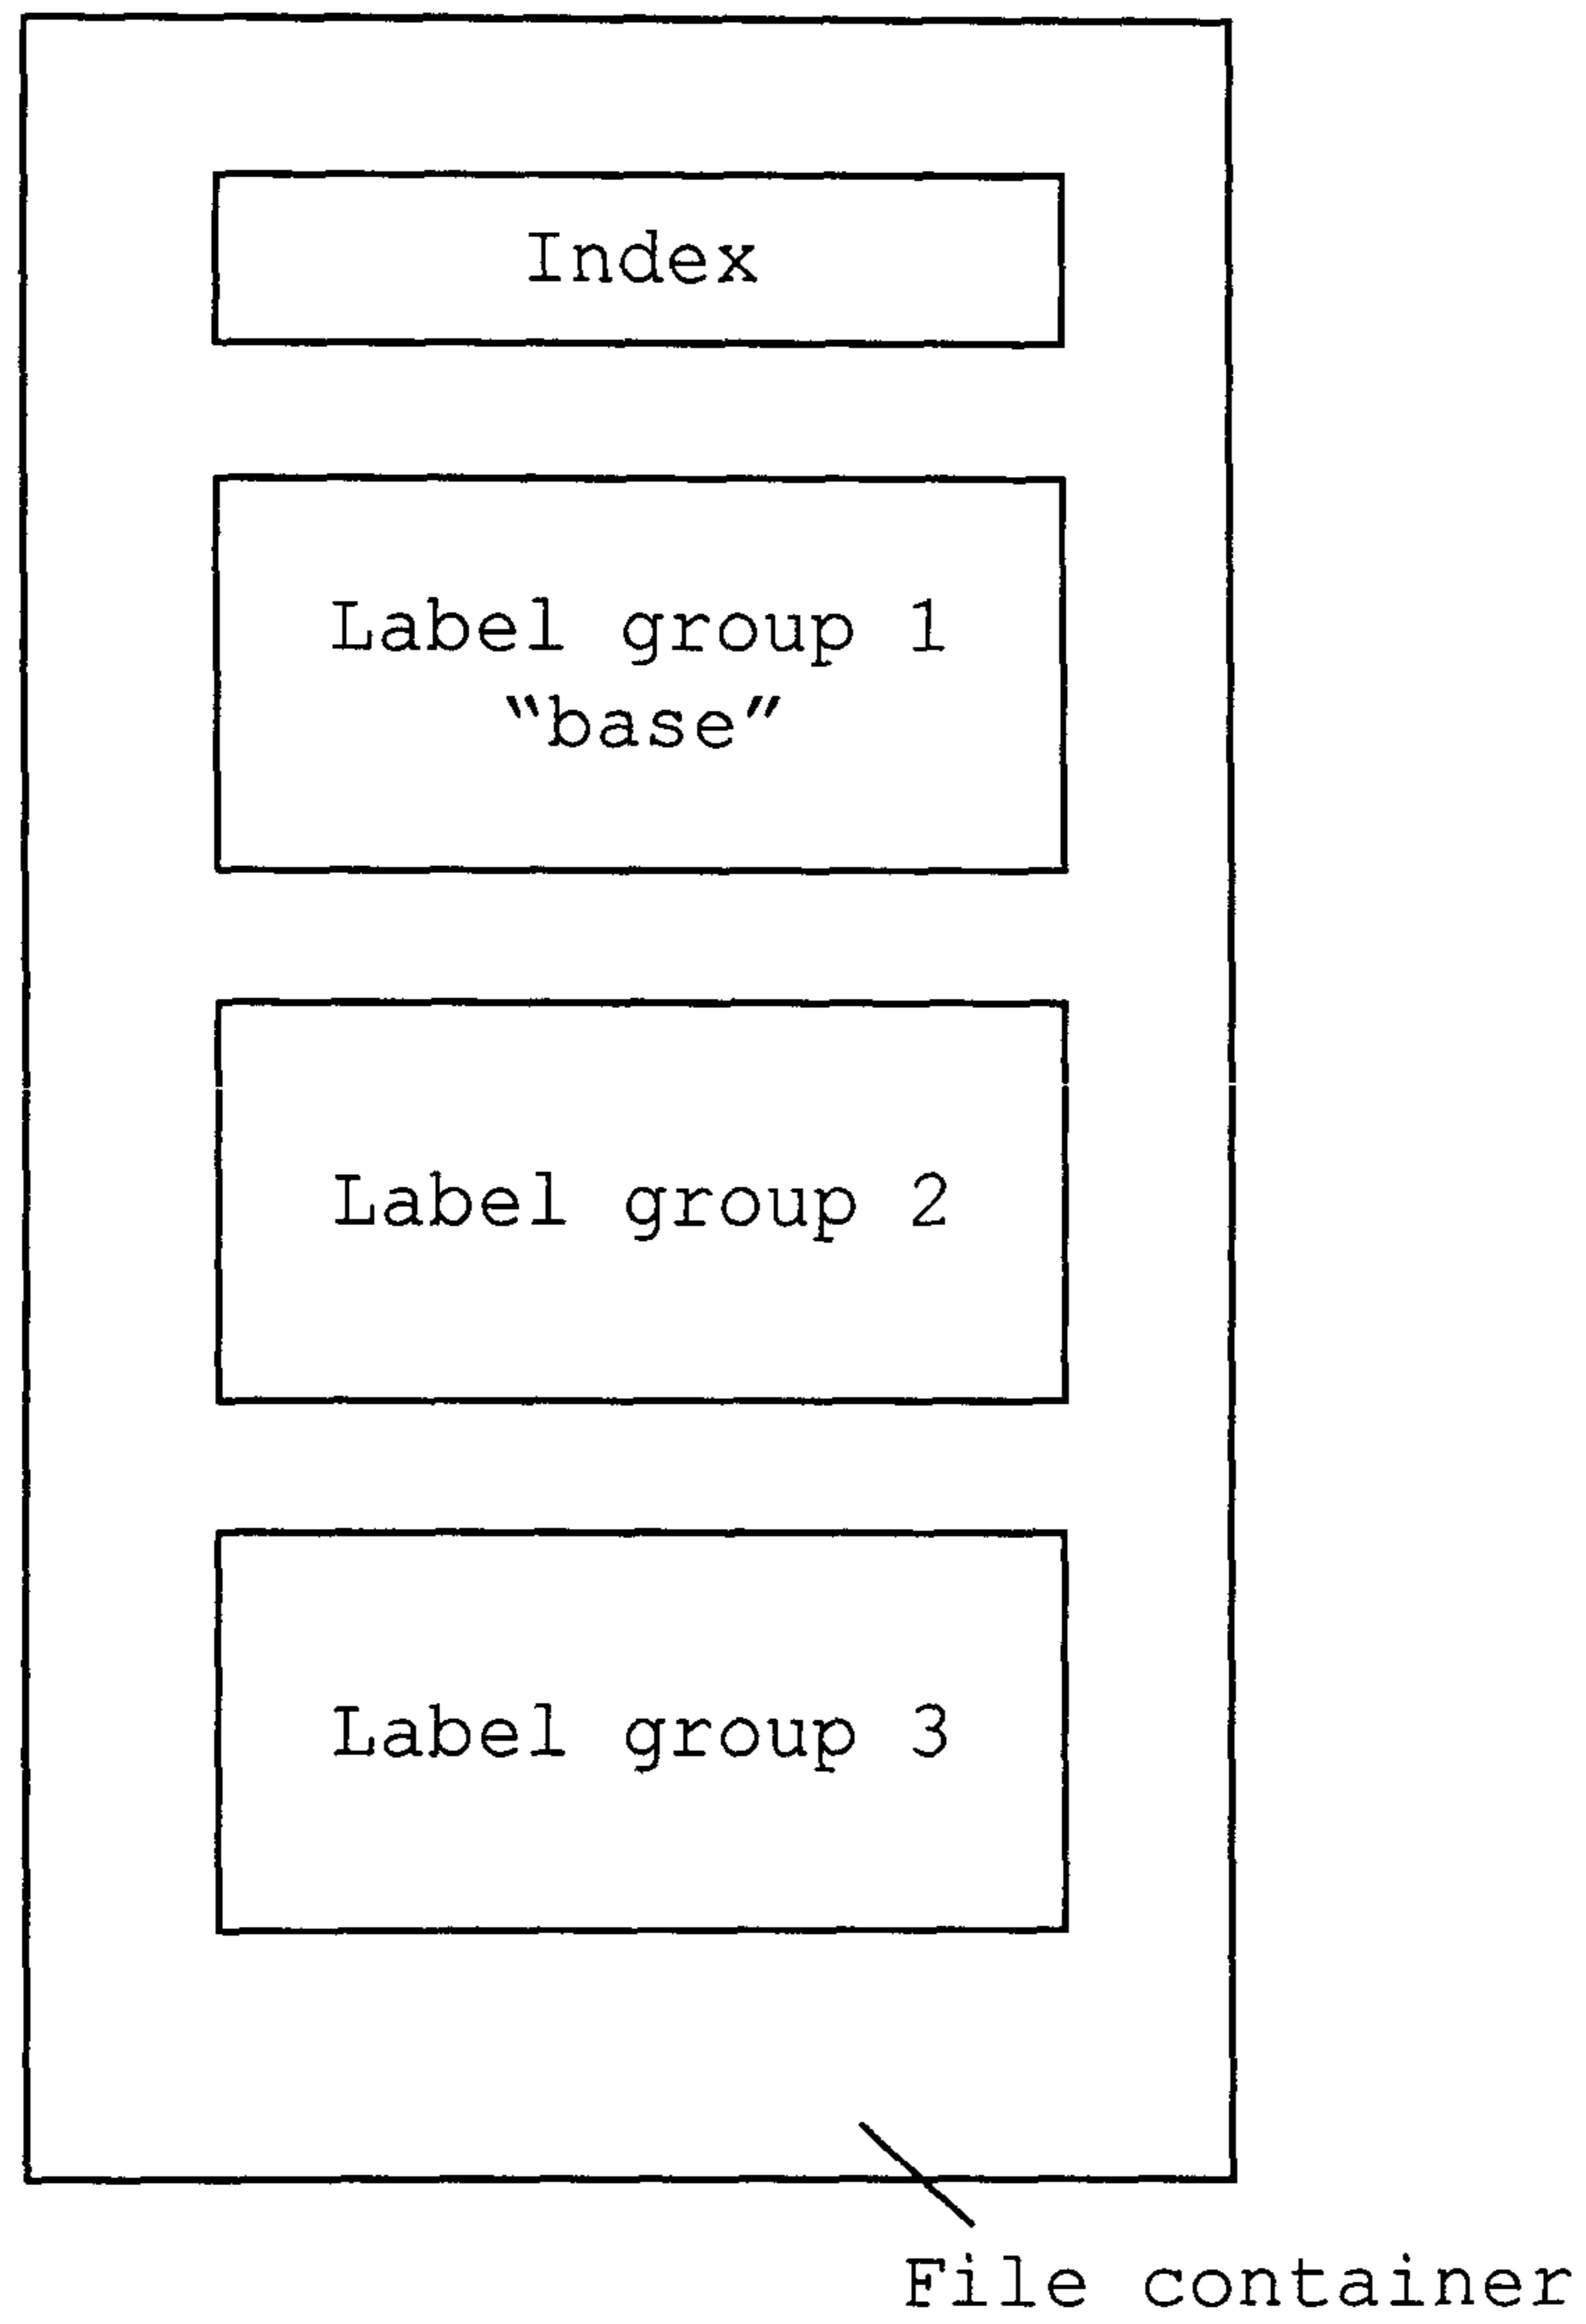 Index
Label group 1
“base”
Label group 2
Label group 3
File container